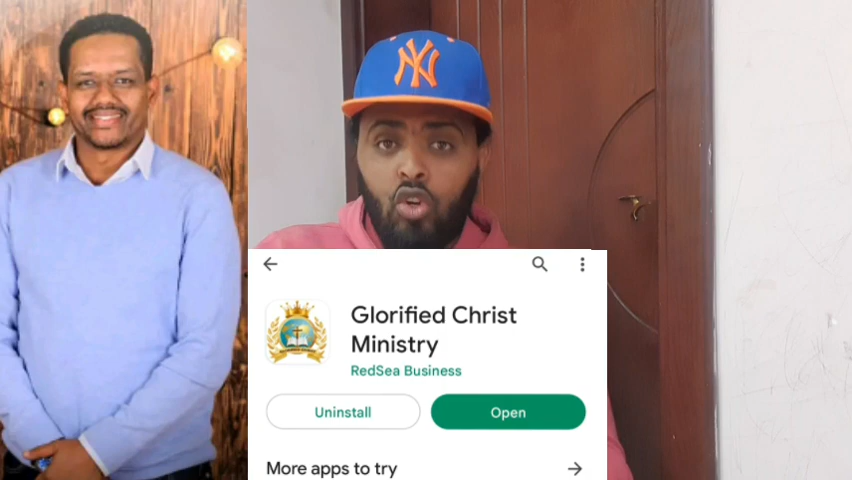 NY
Glorified Christ
Ministry
RedSea Business
Uninstall
Open
More apps to try